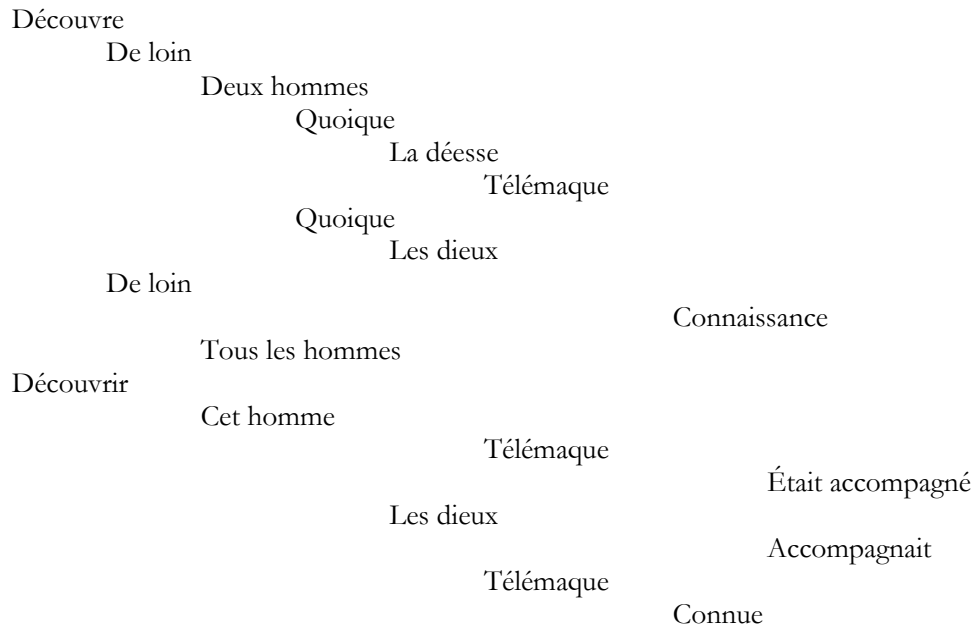 Découvre
De loin
Deux hommes
Quoique
La déesse
Télémaque
Quoique
Les dieux
De loin
Connaissance
Tous les hommes
Découvrir
Cet homme
Télémaque
Était accompagné
Les dieux
Accompagnait
Télémaque
Connue